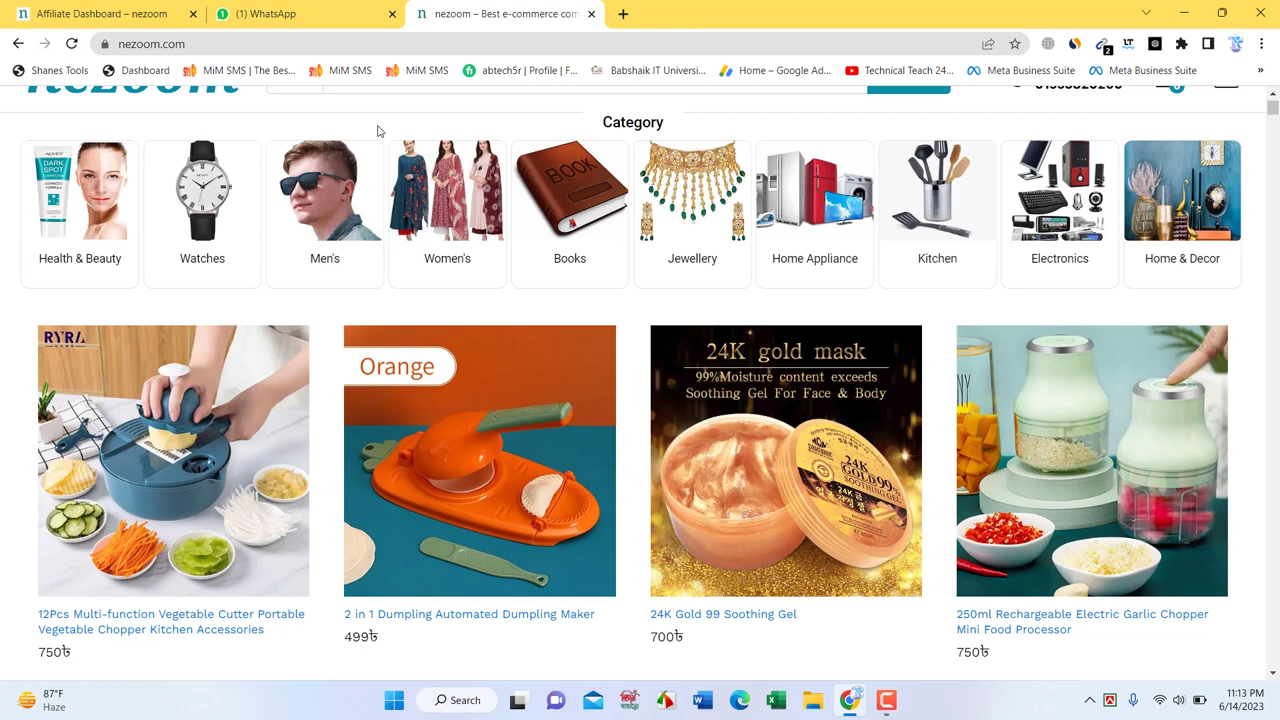 Affiliate Dashboard – nezoom
(1) WhatsApp
nezoom – Best e-commerce com
nezoom.com
2
Shanes Tools
Dashboard
MiM SMS | The Bes...
MiM SMS
MiM SMS
abtech5r | Profile | F...
Babshaik IT Universi...
Home – Google Ad...
Technical Teach 24...
Meta Business Suite
Meta Business Suite
»
Category
DARK
SPOT
BOOK
Health & Beauty
Watches
Men's
Women's
Books
Jewellery
Home Appliance
Kitchen
Electronics
Home & Decor
RYRA
Orange
24K gold mask
99%Moisture content exceeds
Soothing Gel For Face & Body
24K
GOLD 99%
SOOTHING GEL
12Pcs Multi-function Vegetable Cutter Portable
Vegetable Chopper Kitchen Accessories
750৳
2 in 1 Dumpling Automated Dumpling Maker
499৳
24K Gold 99 Soothing Gel
700৳
250ml Rechargeable Electric Garlic Chopper
Mini Food Processor
750৳
87°F
Haze
Search
11:13 PM
6/14/2023